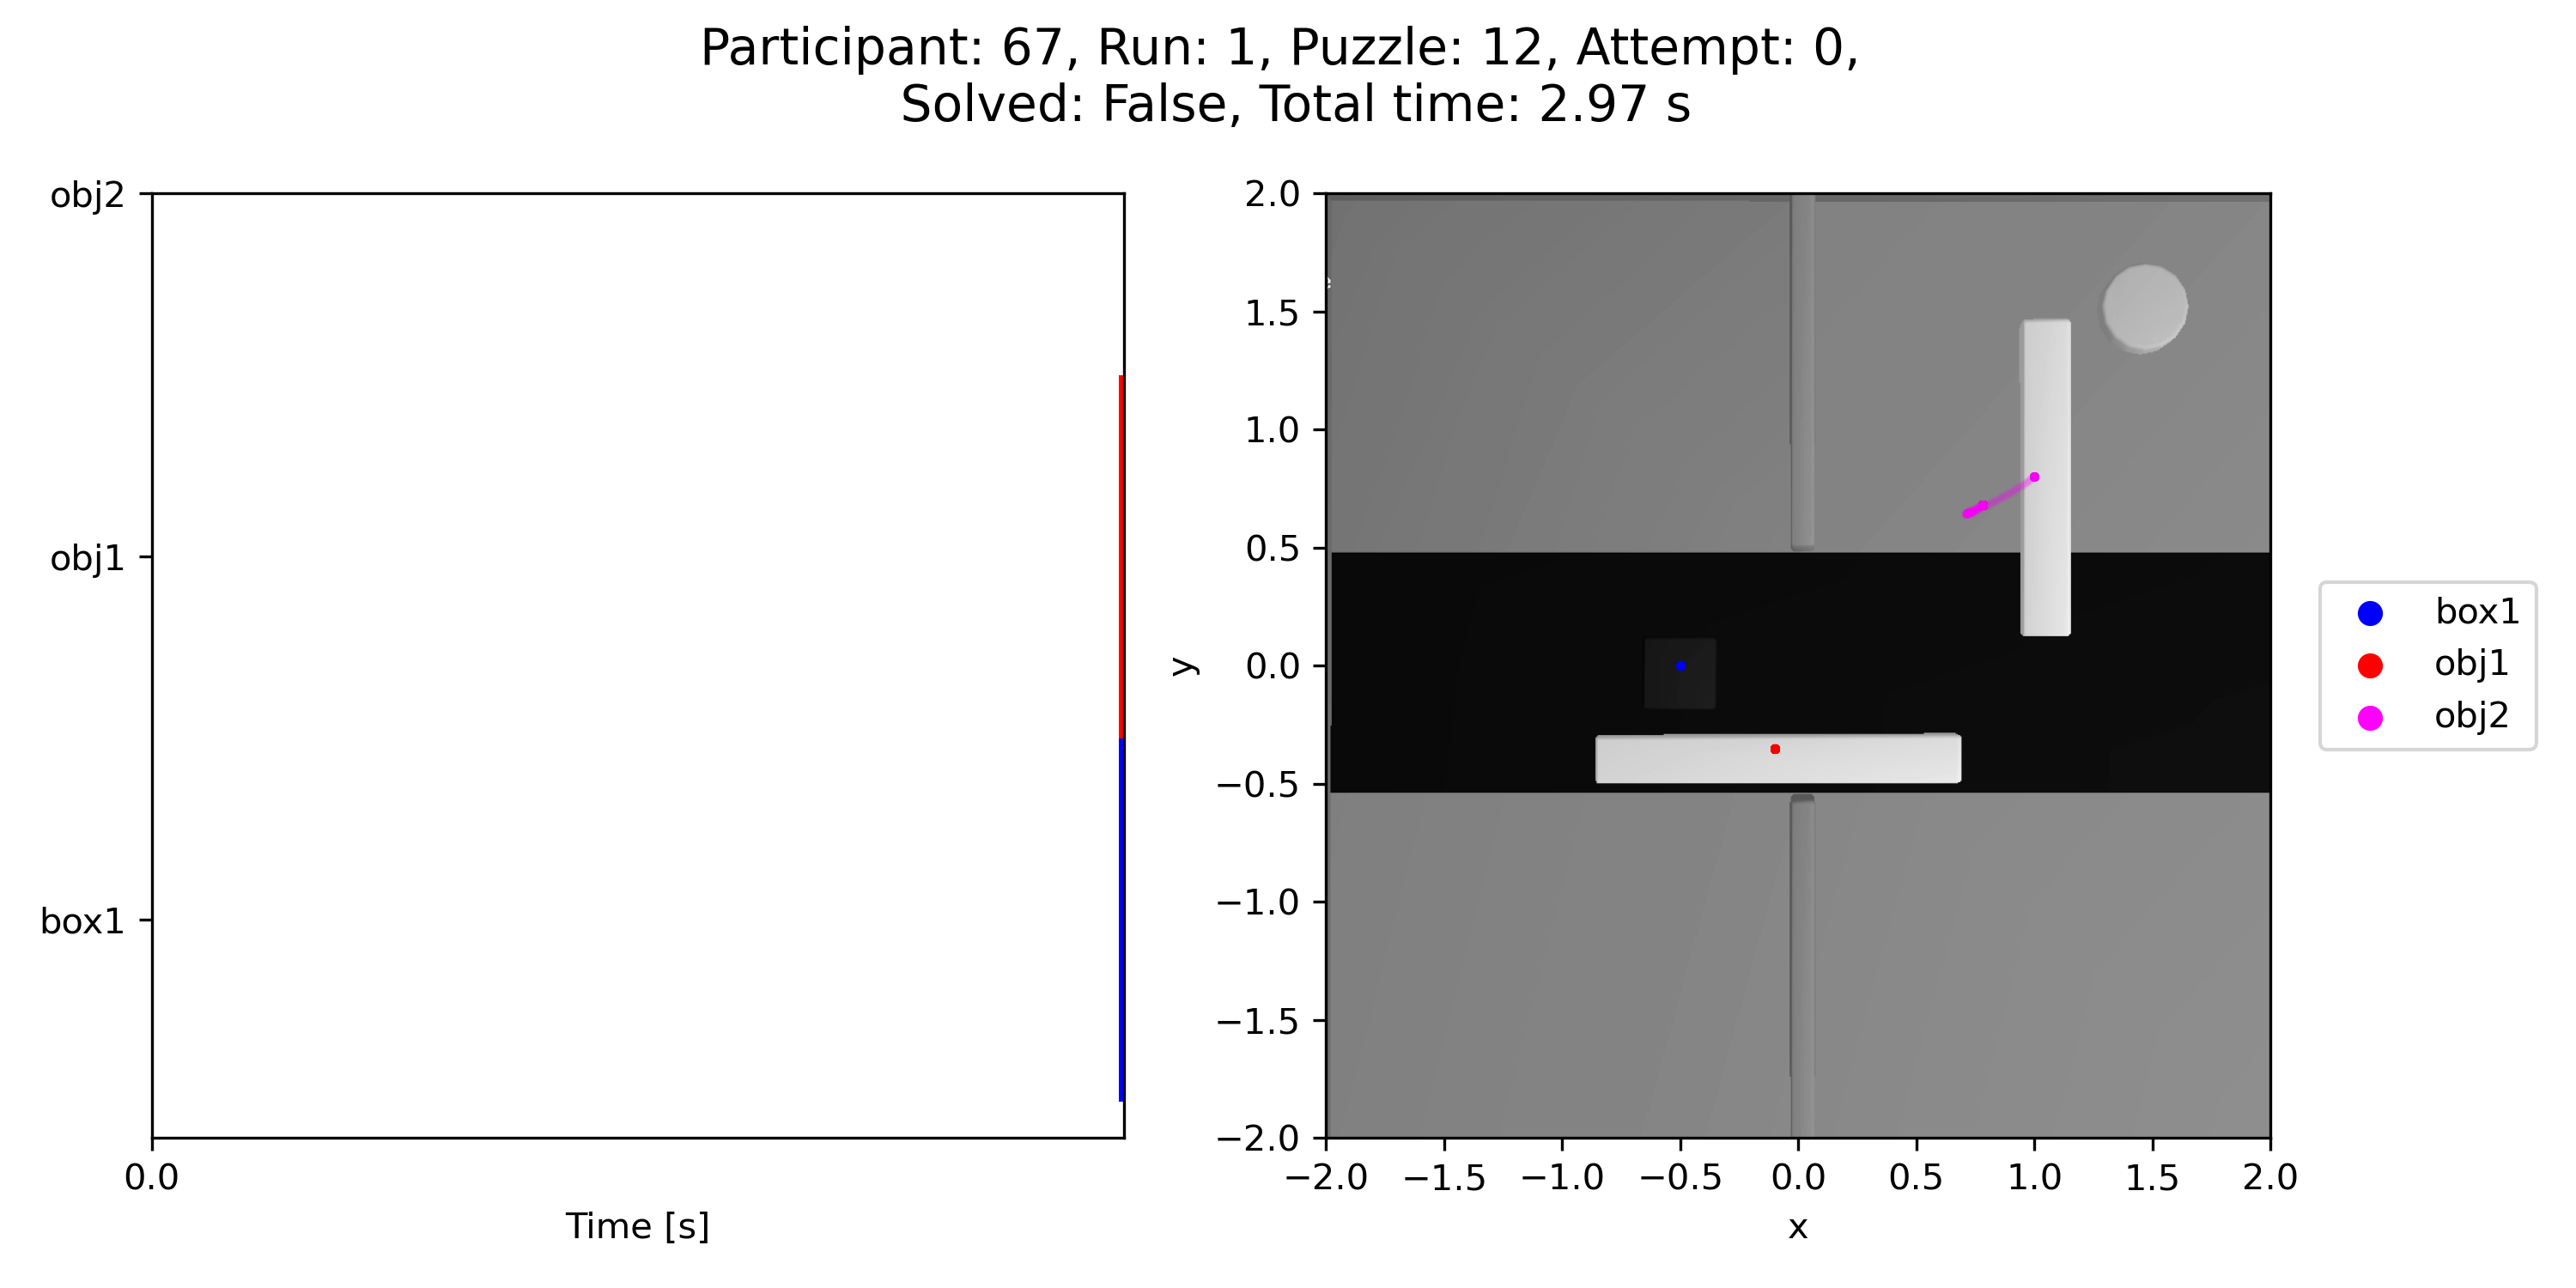 Participant: 67, Run: 1, Puzzle: 12, Attempt: 0,
Solved: False, Total time: 2.97 s
obj2
obj1
box1
0.0
Time [s]
2.0
1.5
1.0
0.5
0.0
−0.5
−1.0
−1.5
−2.0
y
−2.0 −1.5 −1.0 −0.5 0.0 0.5 1.0 1.5 2.0
x
box1
obj1
obj2